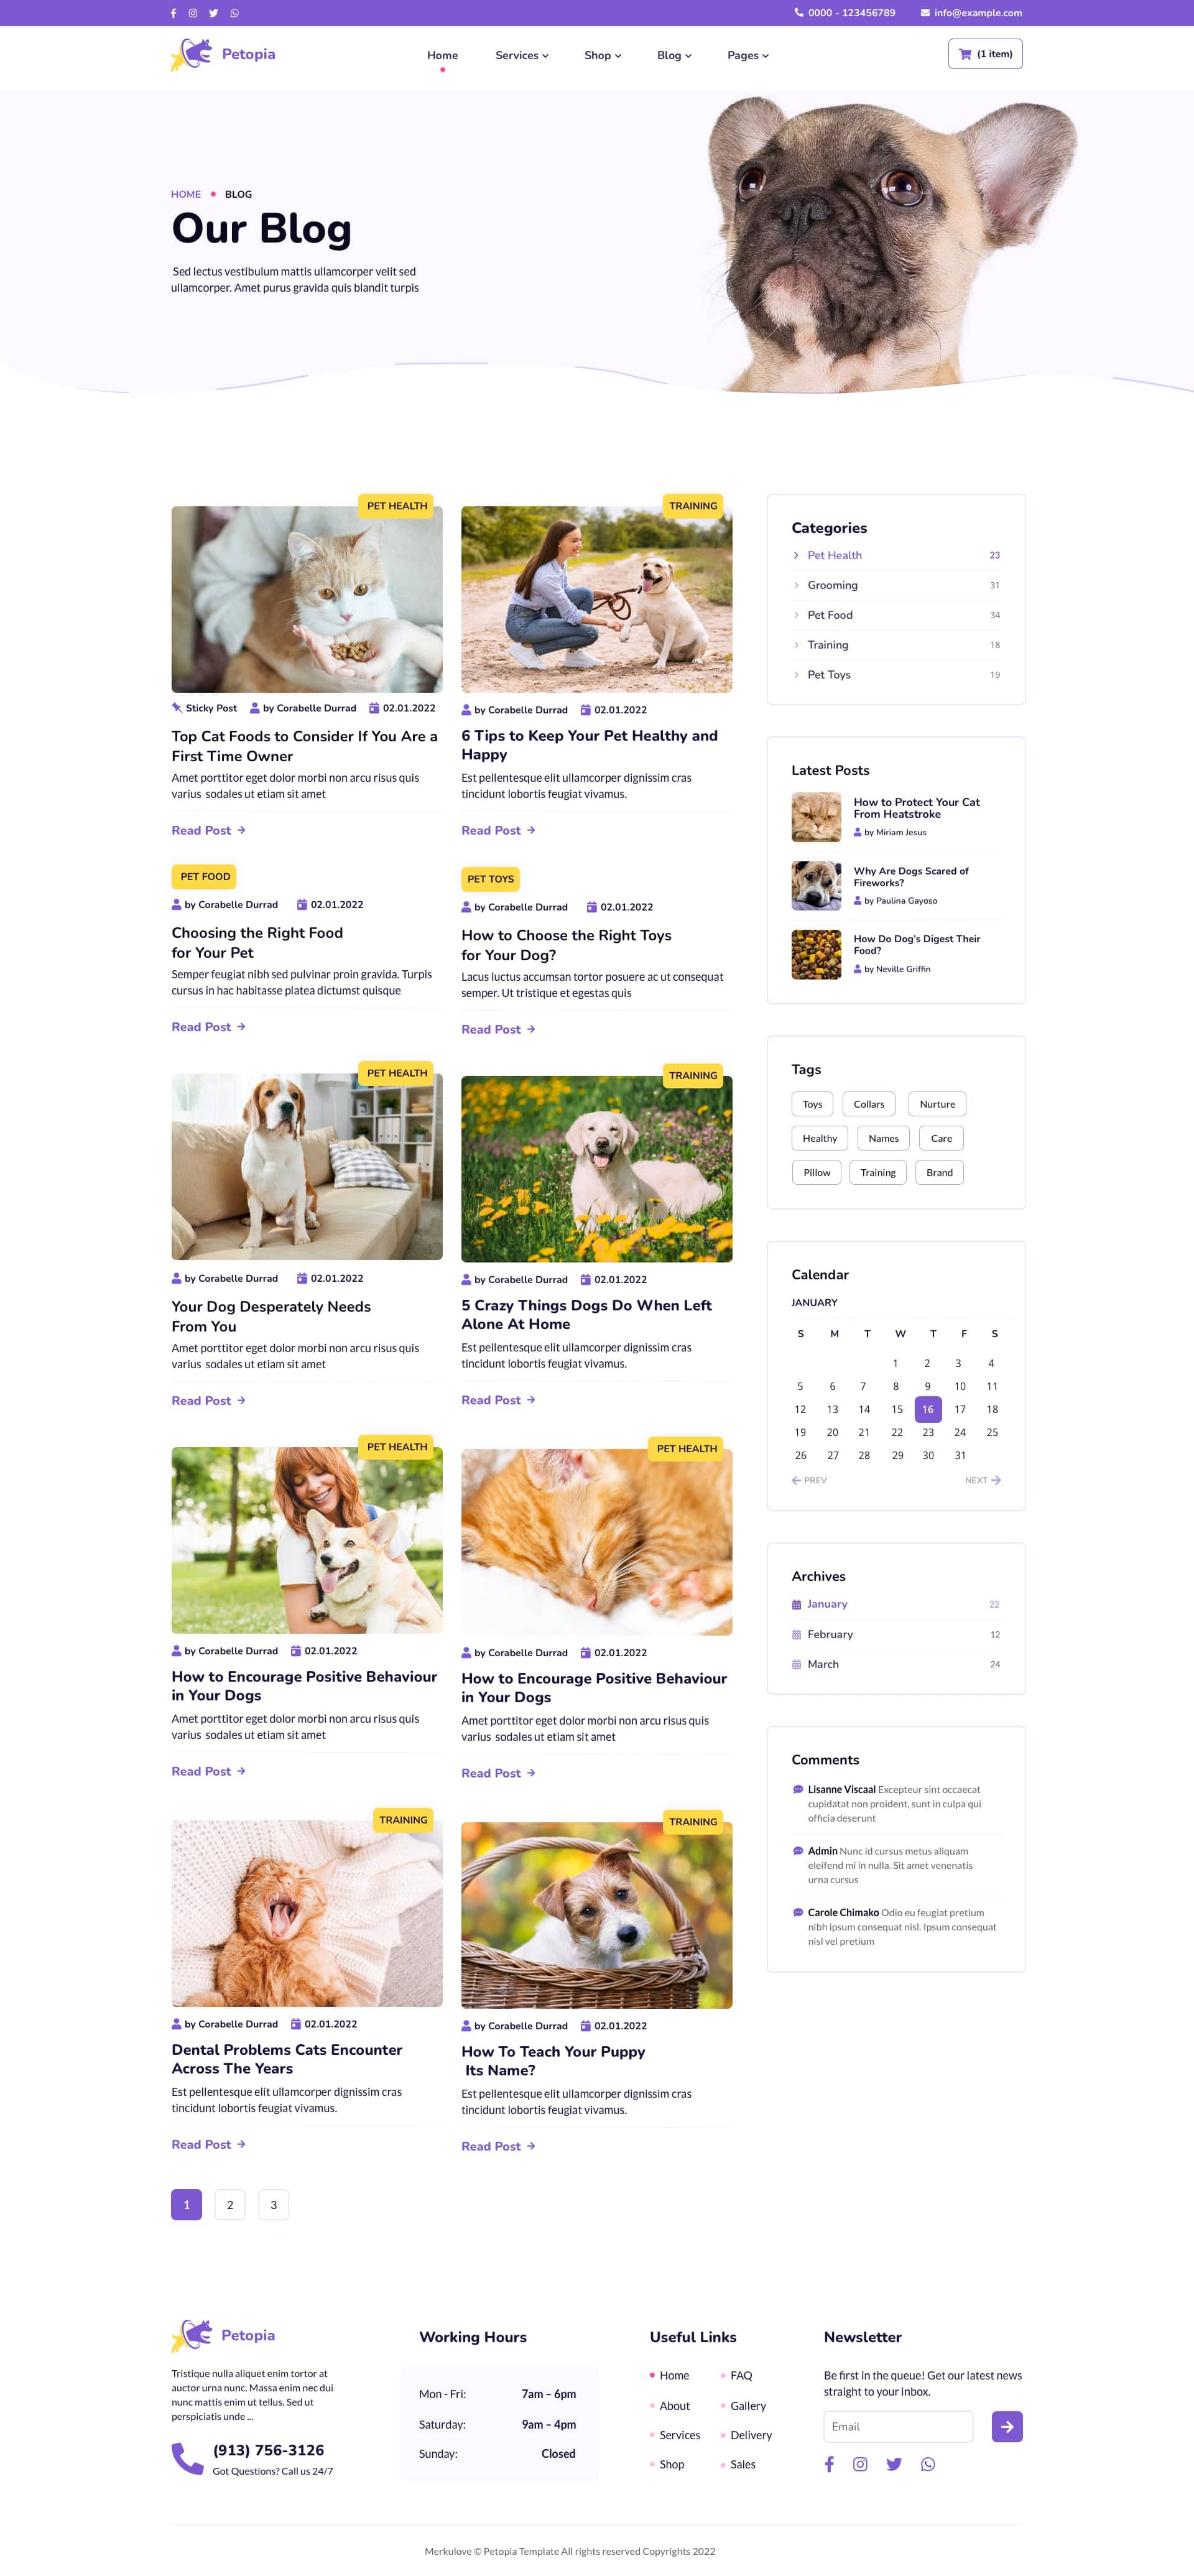 0000 - 123456789
info@example.com
Petopia
Home
Services
Shop
Blog
Pages
(1 item)
HOME
BLOG
Our Blog
Sed lectus vestibulum mattis ullamcorper velit sed
ullamcorper. Amet purus gravida quis blandit turpis
PET HEALTH
Sticky Post
by Corabelle Durrad
02.01.2022
Top Cat Foods to Consider If You Are a
First Time Owner
Amet porttitor eget dolor morbi non arcu risus quis
varius sodales ut etiam sit amet
Read Post
TRAINING
by Corabelle Durrad
02.01.2022
6 Tips to Keep Your Pet Healthy and
Happy
Est pellentesque elit ullamcorper dignissim cras
tincidunt lobortis feugiat vivamus.
Read Post
PET FOOD
by Corabelle Durrad
02.01.2022
Choosing the Right Food
for Your Pet
Semper feugiat nibh sed pulvinar proin gravida. Turpis
cursus in hac habitasse platea dictumst quisque
Read Post
PET TOYS
by Corabelle Durrad
02.01.2022
How to Choose the Right Toys
for Your Dog?
Lacus luctus accumsan tortor posuere ac ut consequat
semper. Ut tristique et egestas quis
Read Post
PET HEALTH
by Corabelle Durrad
02.01.2022
Your Dog Desperately Needs
From You
Amet porttitor eget dolor morbi non arcu risus quis
varius sodales ut etiam sit amet
Read Post
TRAINING
by Corabelle Durrad
02.01.2022
5 Crazy Things Dogs Do When Left
Alone At Home
Est pellentesque elit ullamcorper dignissim cras
tincidunt lobortis feugiat vivamus.
Read Post
PET HEALTH
by Corabelle Durrad
02.01.2022
How to Encourage Positive Behaviour
in Your Dogs
Amet porttitor eget dolor morbi non arcu risus quis
varius sodales ut etiam sit amet
Read Post
PET HEALTH
by Corabelle Durrad
02.01.2022
How to Encourage Positive Behaviour
in Your Dogs
Amet porttitor eget dolor morbi non arcu risus quis
varius sodales ut etiam sit amet
Read Post
TRAINING
by Corabelle Durrad
02.01.2022
Dental Problems Cats Encounter
Across The Years
Est pellentesque elit ullamcorper dignissim cras
tincidunt lobortis feugiat vivamus.
Read Post
TRAINING
by Corabelle Durrad
02.01.2022
How To Teach Your Puppy
Its Name?
Est pellentesque elit ullamcorper dignissim cras
tincidunt lobortis feugiat vivamus.
Read Post
1 2 3
Categories
Pet Health 23
Grooming 31
Pet Food 34
Training 18
Pet Toys 19
Latest Posts
How to Protect Your Cat
From Heatstroke
by Miriam Jesus
Why Are Dogs Scared of
Fireworks?
by Paulina Gayoso
How Do Dog's Digest Their
Food?
by Neville Griffin
Tags
Toys Collars Nurture
Healthy Names Care
Pillow Training Brand
Calendar
JANUARY
S M T W T F S
1 2 3 4
5 6 7 8 9 10 11
12 13 14 15 16 17 18
19 20 21 22 23 24 25
26 27 28 29 30 31
PREV NEXT
Archives
January 22
February 12
March 24
Comments
Lisanne Viscaal Excepteur sint occaecat
cupidatat non proident, sunt in culpa qui
officia deserunt
Admin Nunc id cursus metus aliquam
eleifend mi in nulla. Sit amet venenatis
urna cursus
Carole Chimako Odio eu feugiat pretium
nibh ipsum consequat nisl. Ipsum consequat
nisl vel pretium
Petopia
Tristique nulla aliquet enim tortor at
auctor urna nunc. Massa enim nec dui
nunc mattis enim ut tellus. Sed ut
perspiciatis unde ...
(913) 756-3126
Got Questions? Call us 24/7
Working Hours
Mon - Fri: 7am – 6pm
Saturday: 9am – 4pm
Sunday: Closed
Useful Links
Home FAQ
About Gallery
Services Delivery
Shop Sales
Newsletter
Be first in the queue! Get our latest news
straight to your inbox.
Email
Merkulove © Petopia Template All rights reserved Copyrights 2022